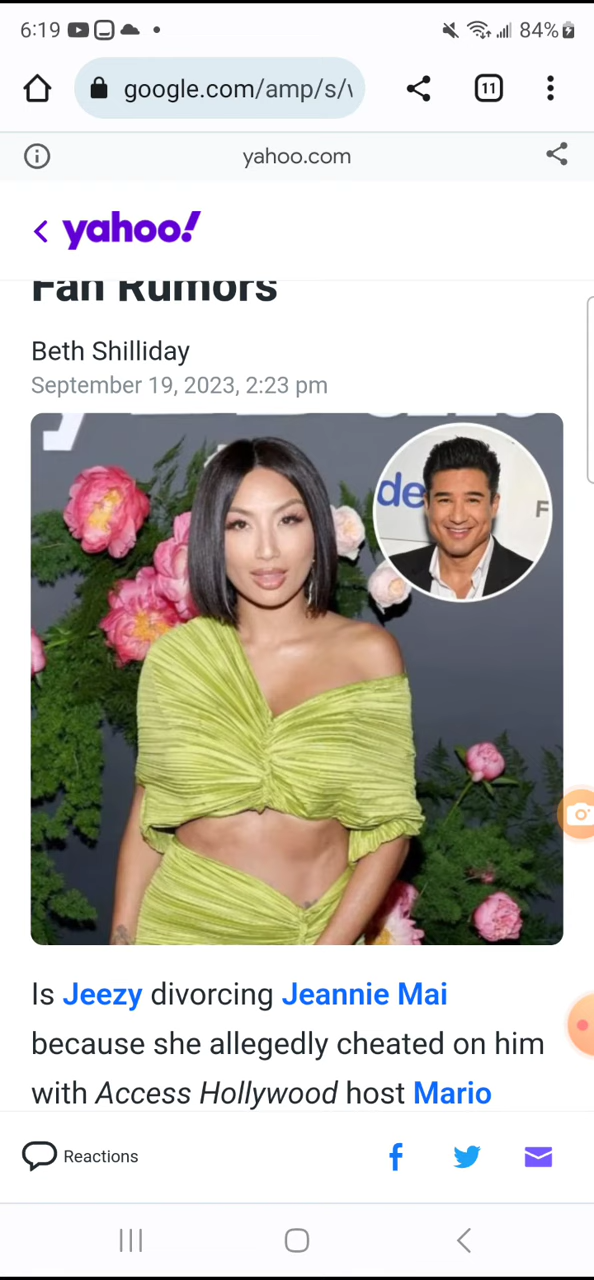 6:19
84%
google.com/amp/s/
11
yahoo.com
yahoo!
Fan Rumors
Beth Shilliday
September 19, 2023, 2:23 pm
de
F
Is Jeezy divorcing Jeannie Mai
because she allegedly cheated on him
with Access Hollywood host Mario
Reactions